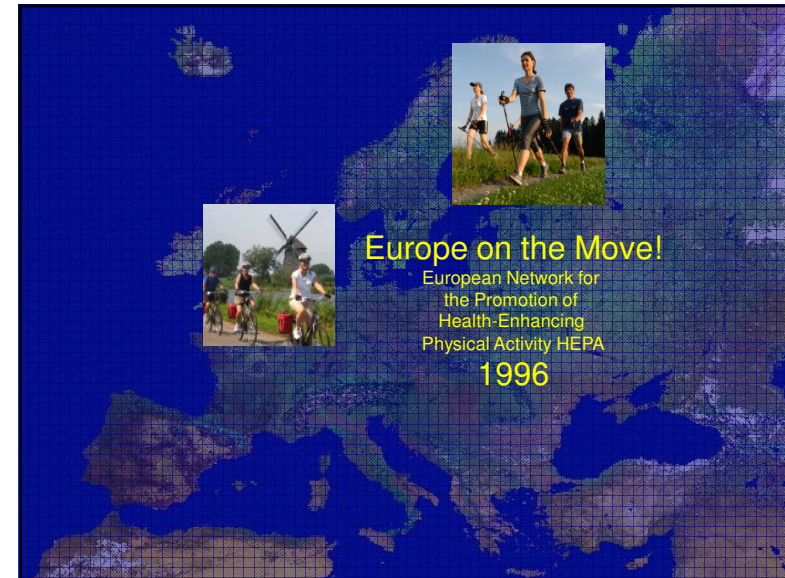 Europe on the Move!
European Network for
the Promotion of
Health-Enhancing
Physical Activity HEPA
1996